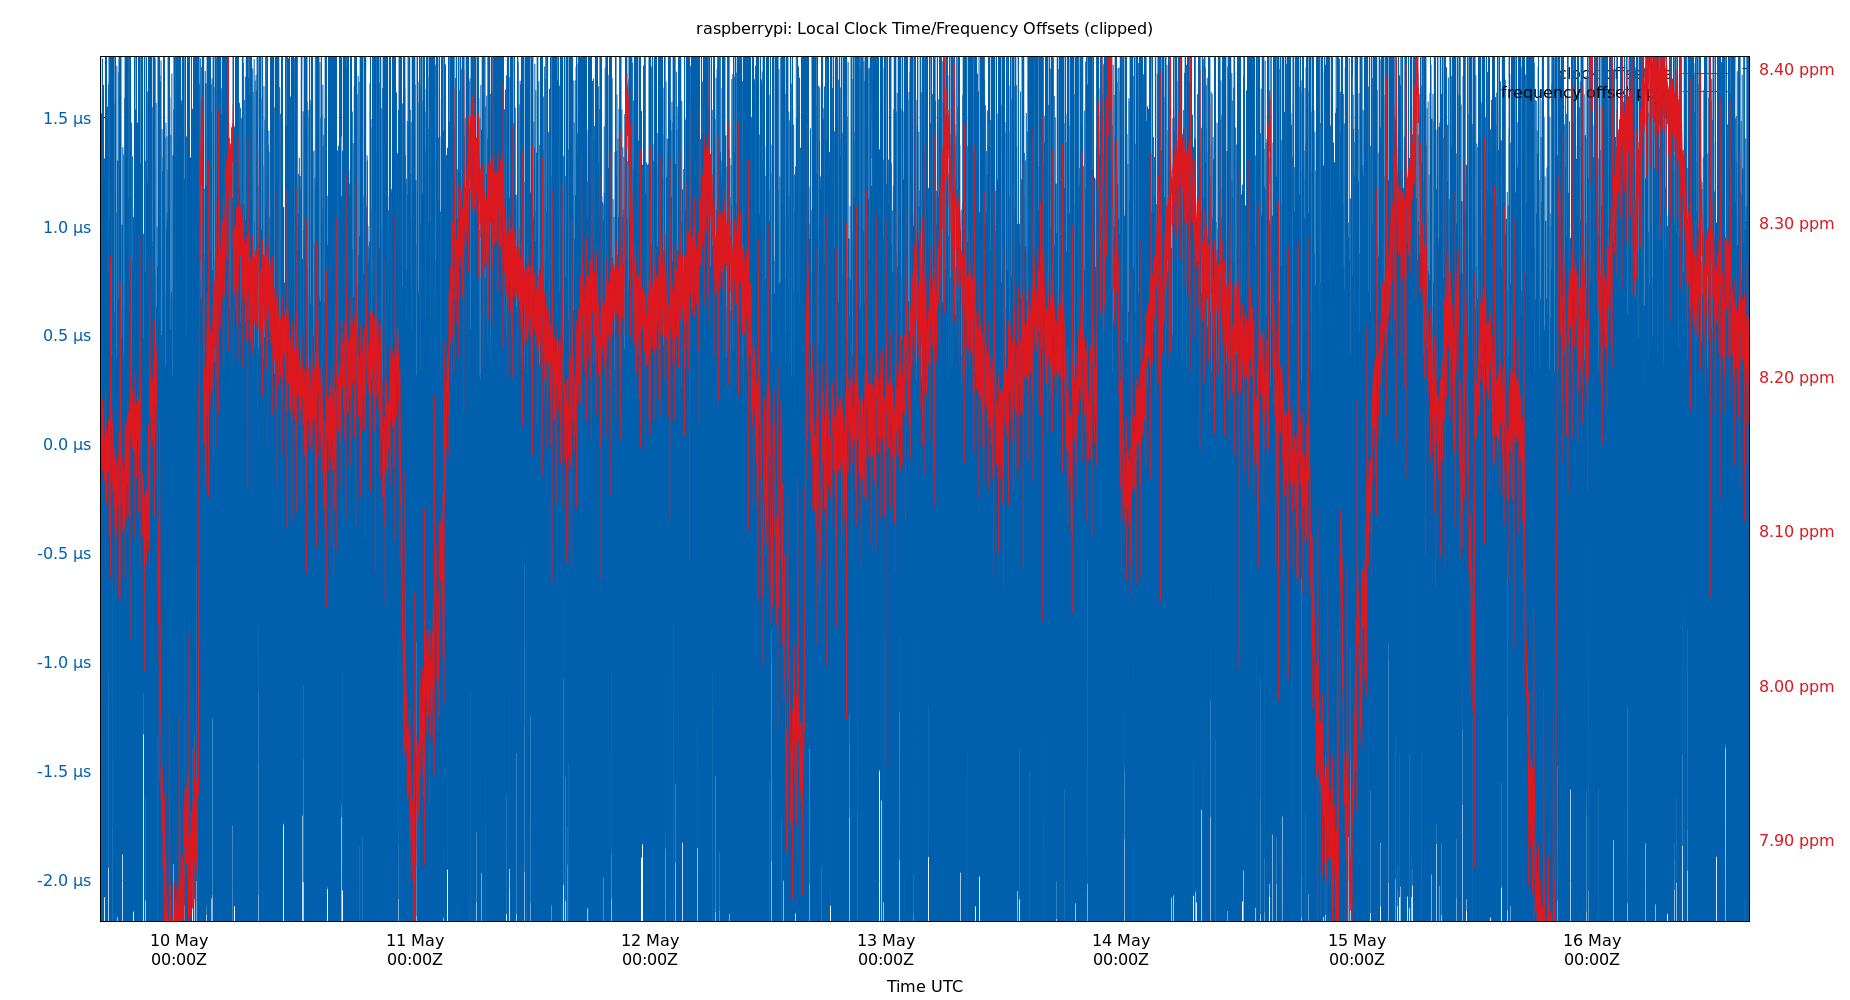 raspberrypi: Local Clock Time/Frequency Offsets (clipped)
clock offset
frequency offset
1.5 µs
1.0 µs
0.5 µs
0.0 µs
-0.5 µs
-1.0 µs
-1.5 µs
-2.0 µs
8.40 ppm
8.30 ppm
8.20 ppm
8.10 ppm
8.00 ppm
7.90 ppm
10 May 11 May 12 May 13 May 14 May 15 May 16 May
00:00Z 00:00Z 00:00Z 00:00Z 00:00Z 00:00Z 00:00Z
Time UTC